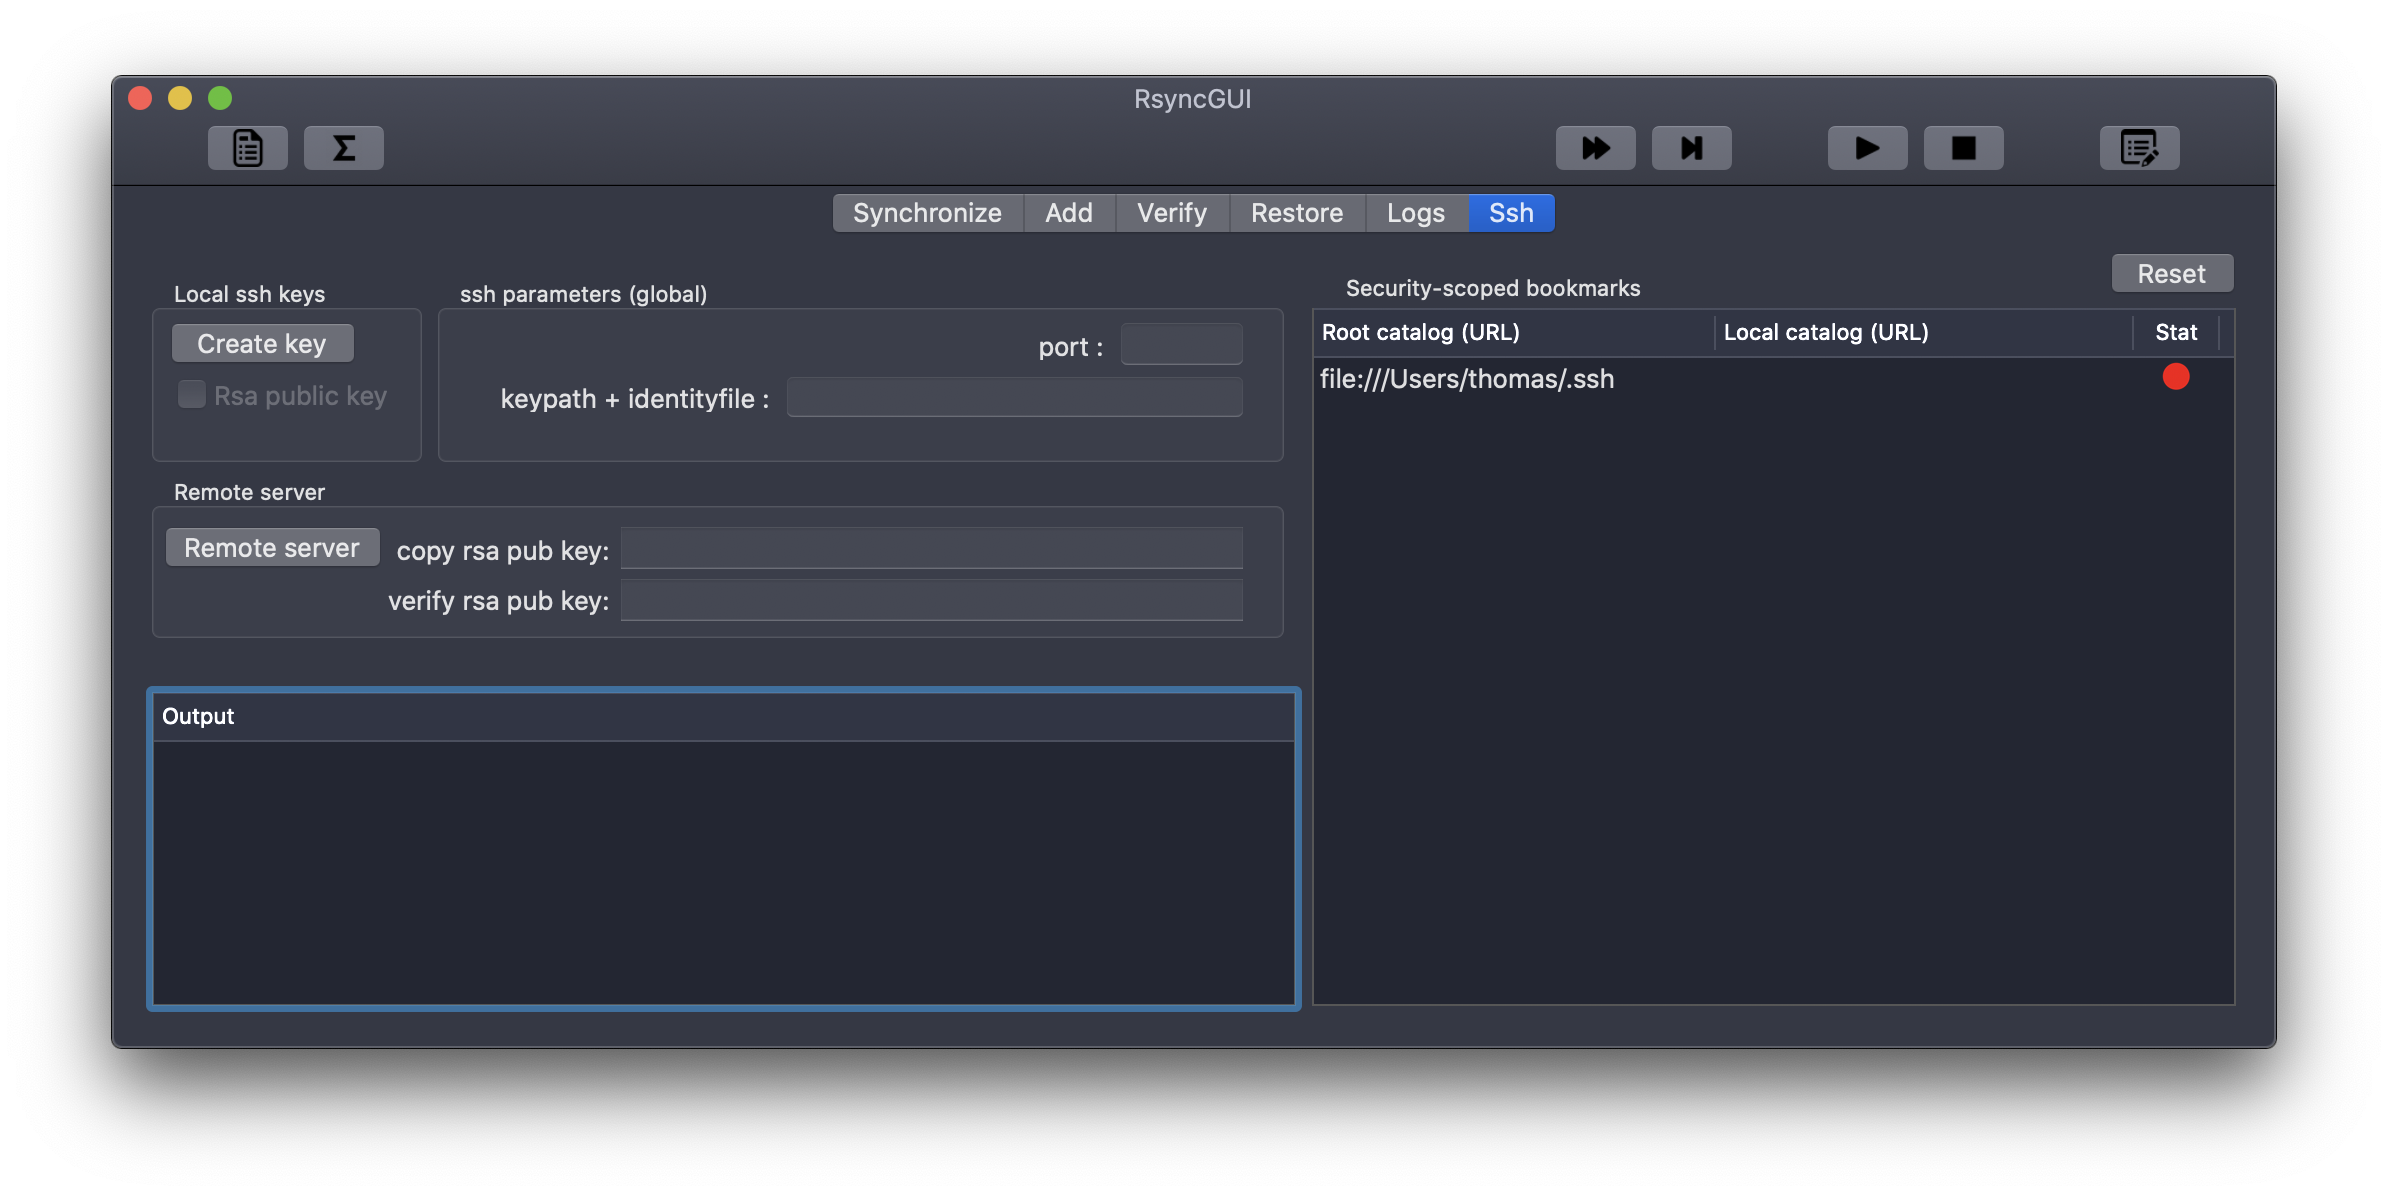 RsyncGUI
Synchronize Add Verify Restore Logs Ssh
Local ssh keys
Create key
Rsa public key
ssh parameters (global)
port :
keypath + identityfile :
Remote server
Remote server copy rsa pub key:
verify rsa pub key:
Output
Security-scoped bookmarks
Reset
Root catalog (URL) Local catalog (URL) Stat
file:///Users/thomas/.ssh